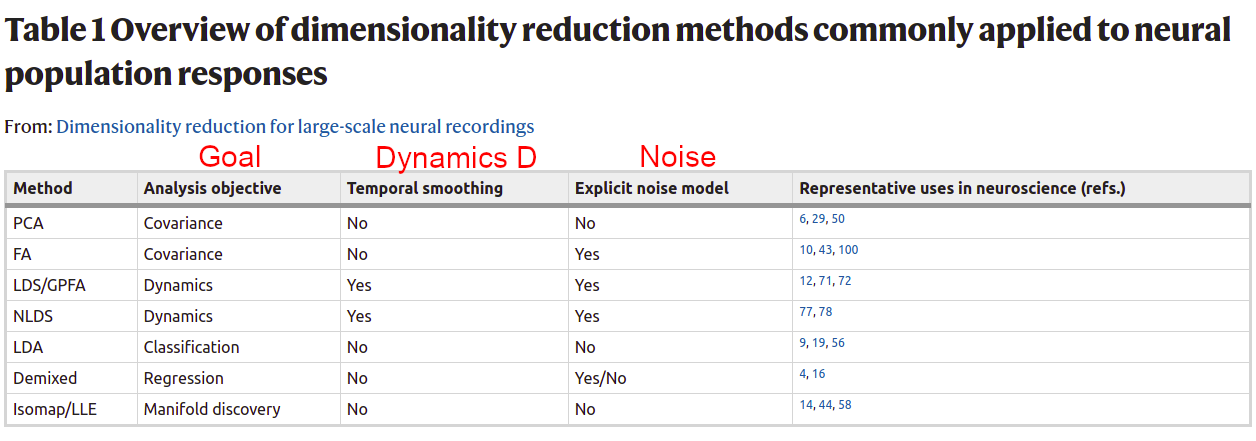 Table 1 Overview of dimensionality reduction methods commonly applied to neural
population responses
From: Dimensionality reduction for large-scale neural recordings
Goal Dynamics D Noise
Method Analysis objective Temporal smoothing Explicit noise model Representative uses in neuroscience (refs.)
PCA Covariance No No 6, 29, 50
FA Covariance No Yes 10, 43, 100
LDS/GPFA Dynamics Yes Yes 12, 71, 72
NLDS Dynamics Yes Yes 77, 78
LDA Classification No No 9, 19, 56
Demixed Regression No Yes/No 4, 16
Isomap/LLE Manifold discovery No No 14, 44, 58